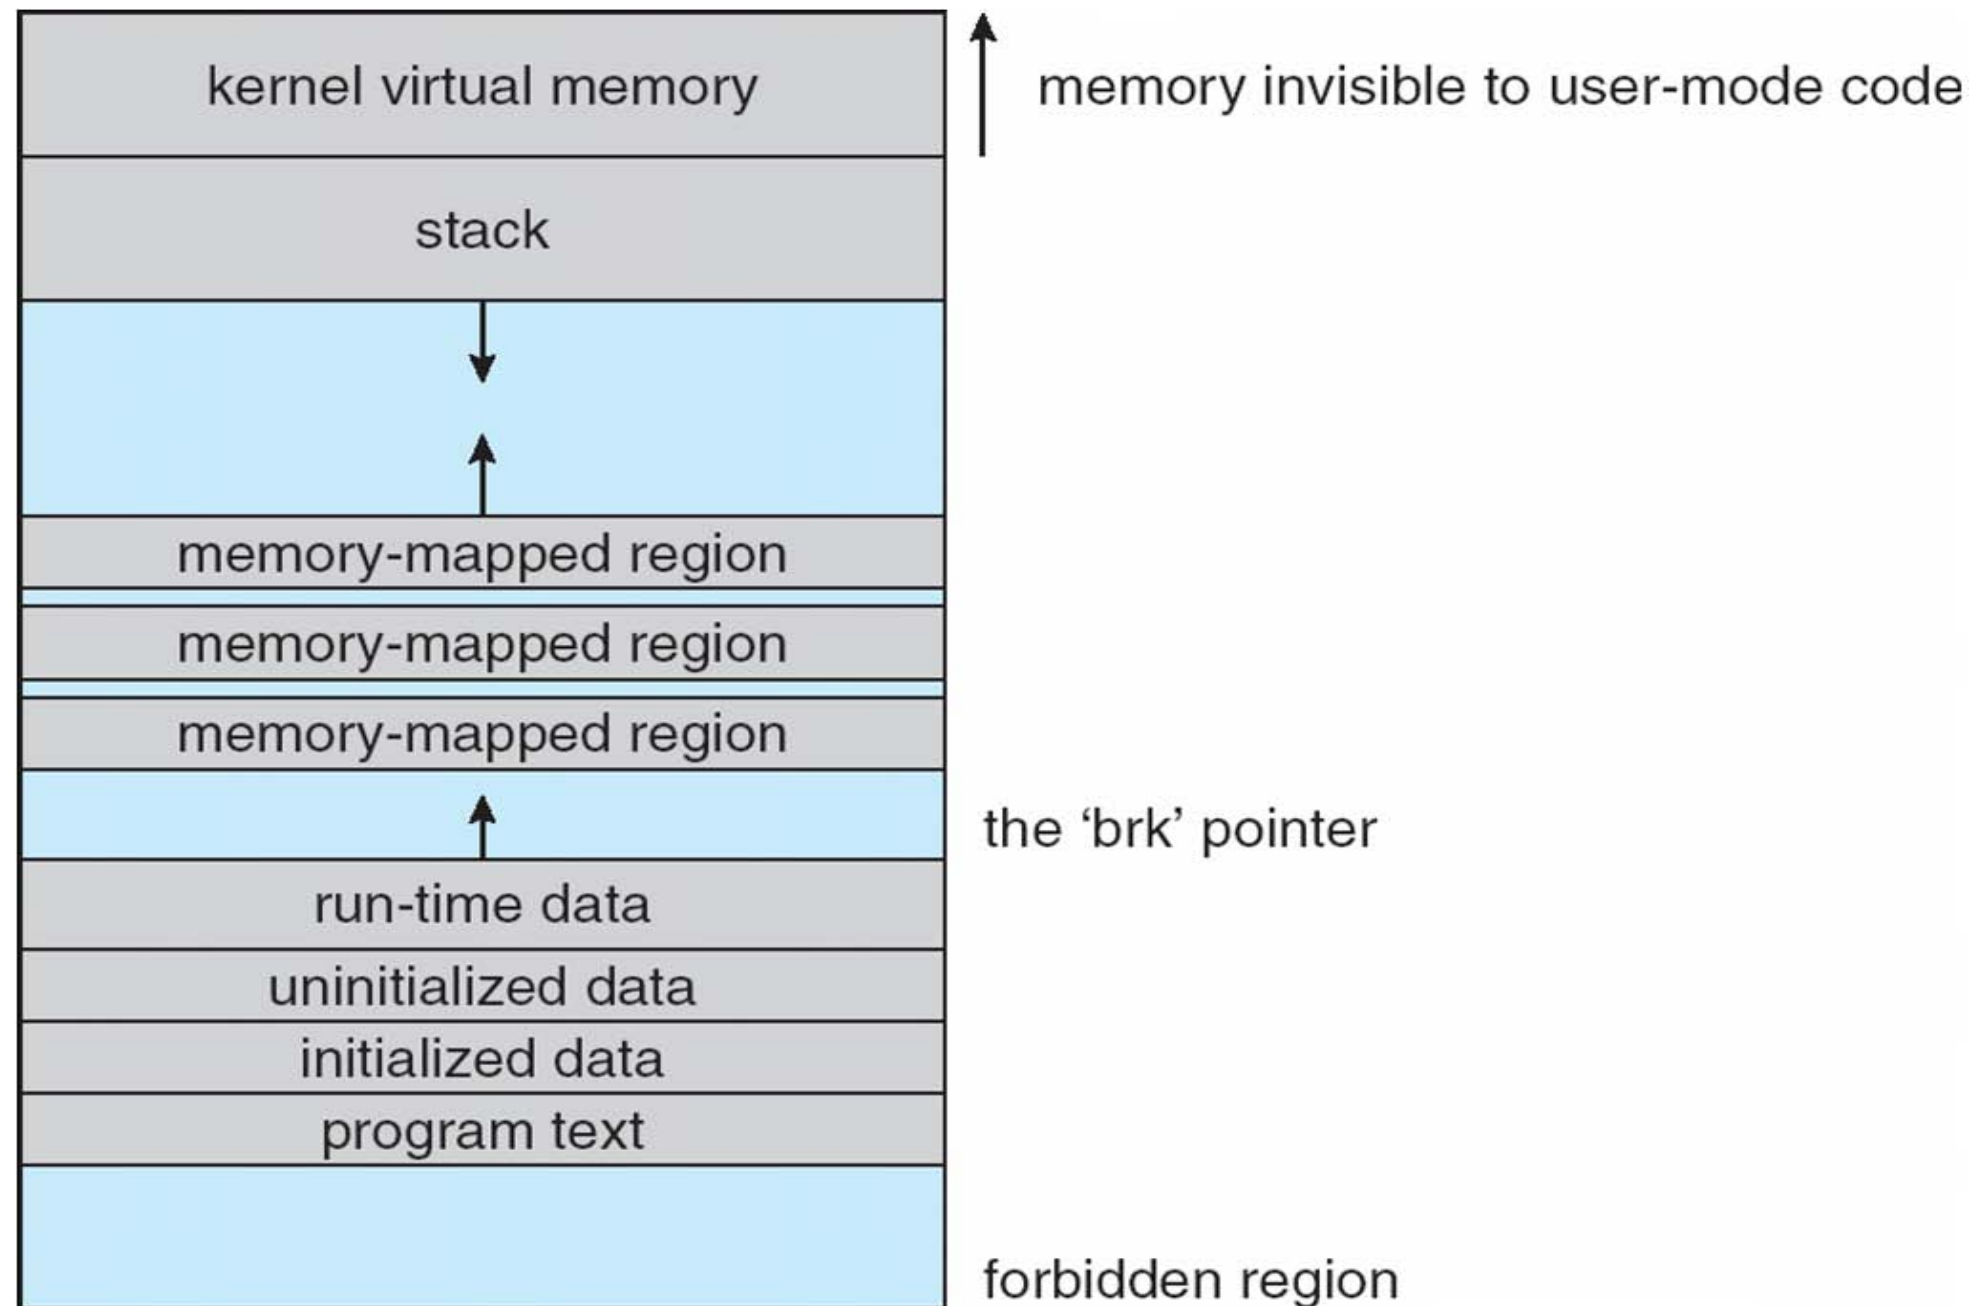 kernel virtual memory
memory invisible to user-mode code
stack
memory-mapped region
memory-mapped region
memory-mapped region
the ‘brk’ pointer
run-time data
uninitialized data
initialized data
program text
forbidden region